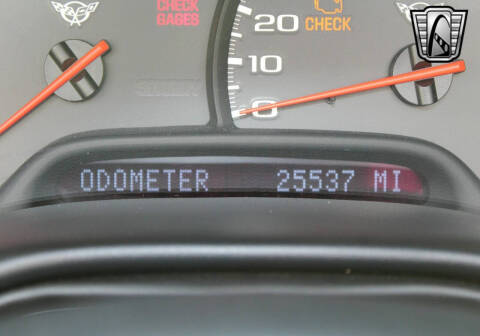 CHECK
GAGES
20
CHECK
10
0
ODOMETER 25537 MI